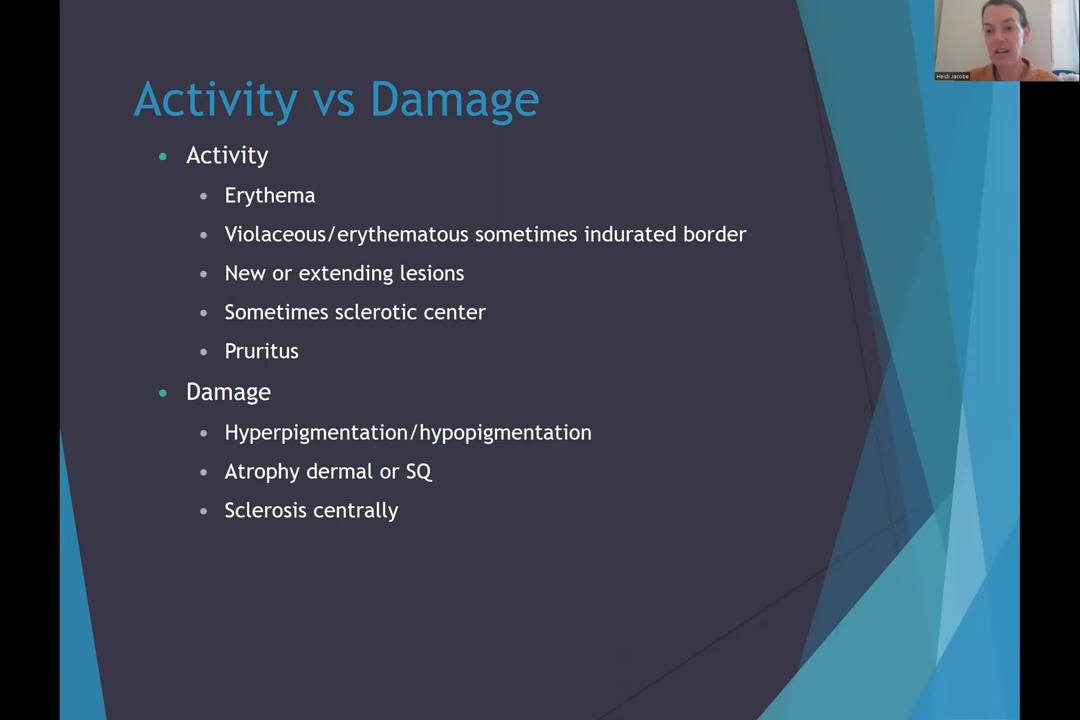 Heidi Jacobe
Activity vs Damage
Activity
Erythema
Violaceous/erythematous sometimes indurated border
New or extending lesions
Sometimes sclerotic center
Pruritus
Damage
Hyperpigmentation/hypopigmentation
Atrophy dermal or SQ
Sclerosis centrally